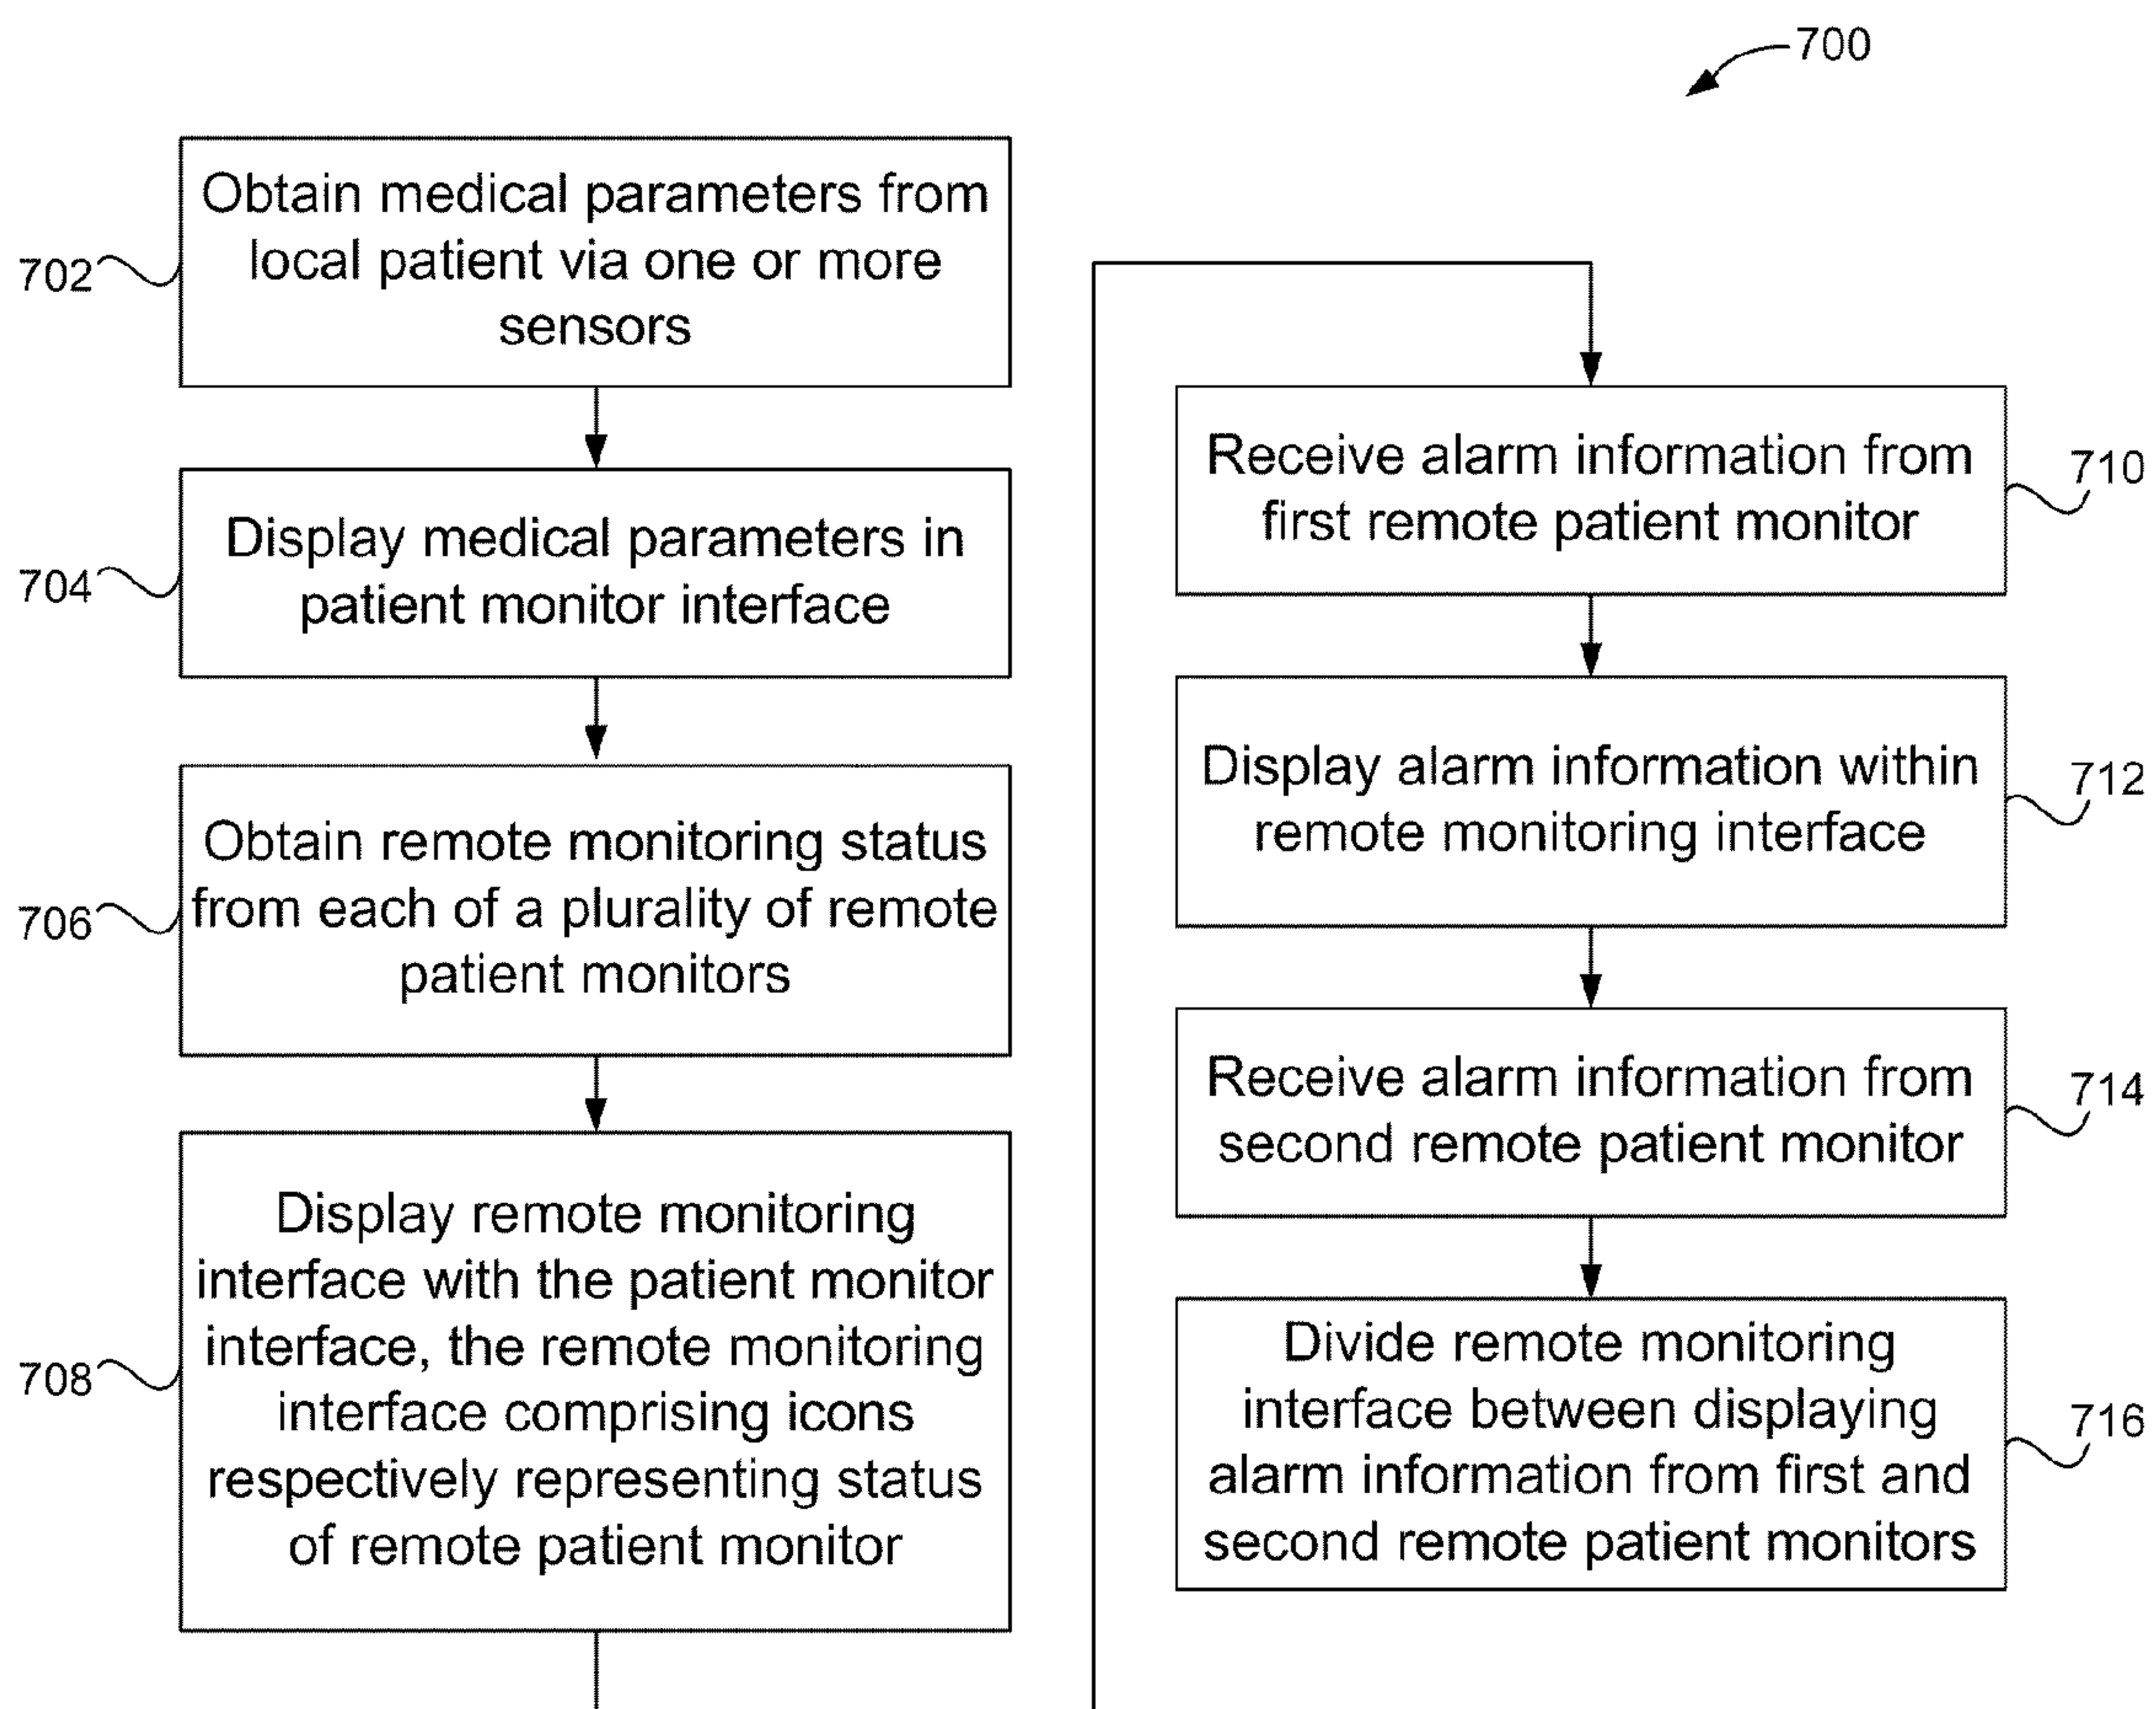 700
Obtain medical parameters from
local patient via one or more
sensors
702
Display medical parameters in
patient monitor interface
704
Obtain remote monitoring status
from each of a plurality of remote
patient monitors
706
Display remote monitoring
interface with the patient monitor
interface, the remote monitoring
interface comprising icons
respectively representing status
of remote patient monitor
708
Receive alarm information from
first remote patient monitor
710
Display alarm information within
remote monitoring interface
712
Receive alarm information from
second remote patient monitor
714
Divide remote monitoring
interface between displaying
alarm information from first and
second remote patient monitors
716